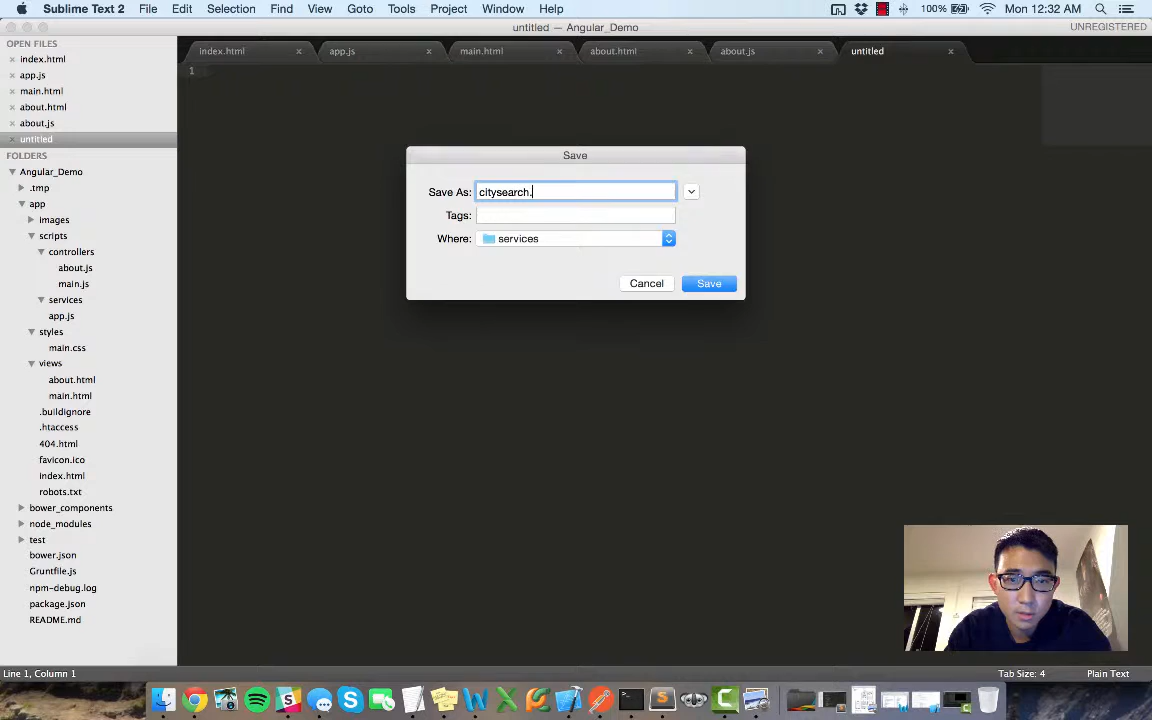 Sublime Text 2 File Edit Selection Find View Goto Tools Project Window Help 100% Mon 12:32 AM
untitled — Angular_Demo UNREGISTERED
OPEN FILES
index.html
app.js
main.html
about.html
about.js
untitled
FOLDERS
Angular_Demo
.tmp
app
images
scripts
controllers
about.js
main.js
services
app.js
styles
main.css
views
about.html
main.html
.buildignore
.htaccess
404.html
favicon.ico
index.html
robots.txt
bower_components
node_modules
test
bower.json
Gruntfile.js
npm-debug.log
package.json
README.md
index.html app.js main.html about.html about.js untitled
1
Save
Save As: citysearch.
Tags:
Where: services
Cancel Save
Line 1, Column 1 Tab Size: 4 Plain Text